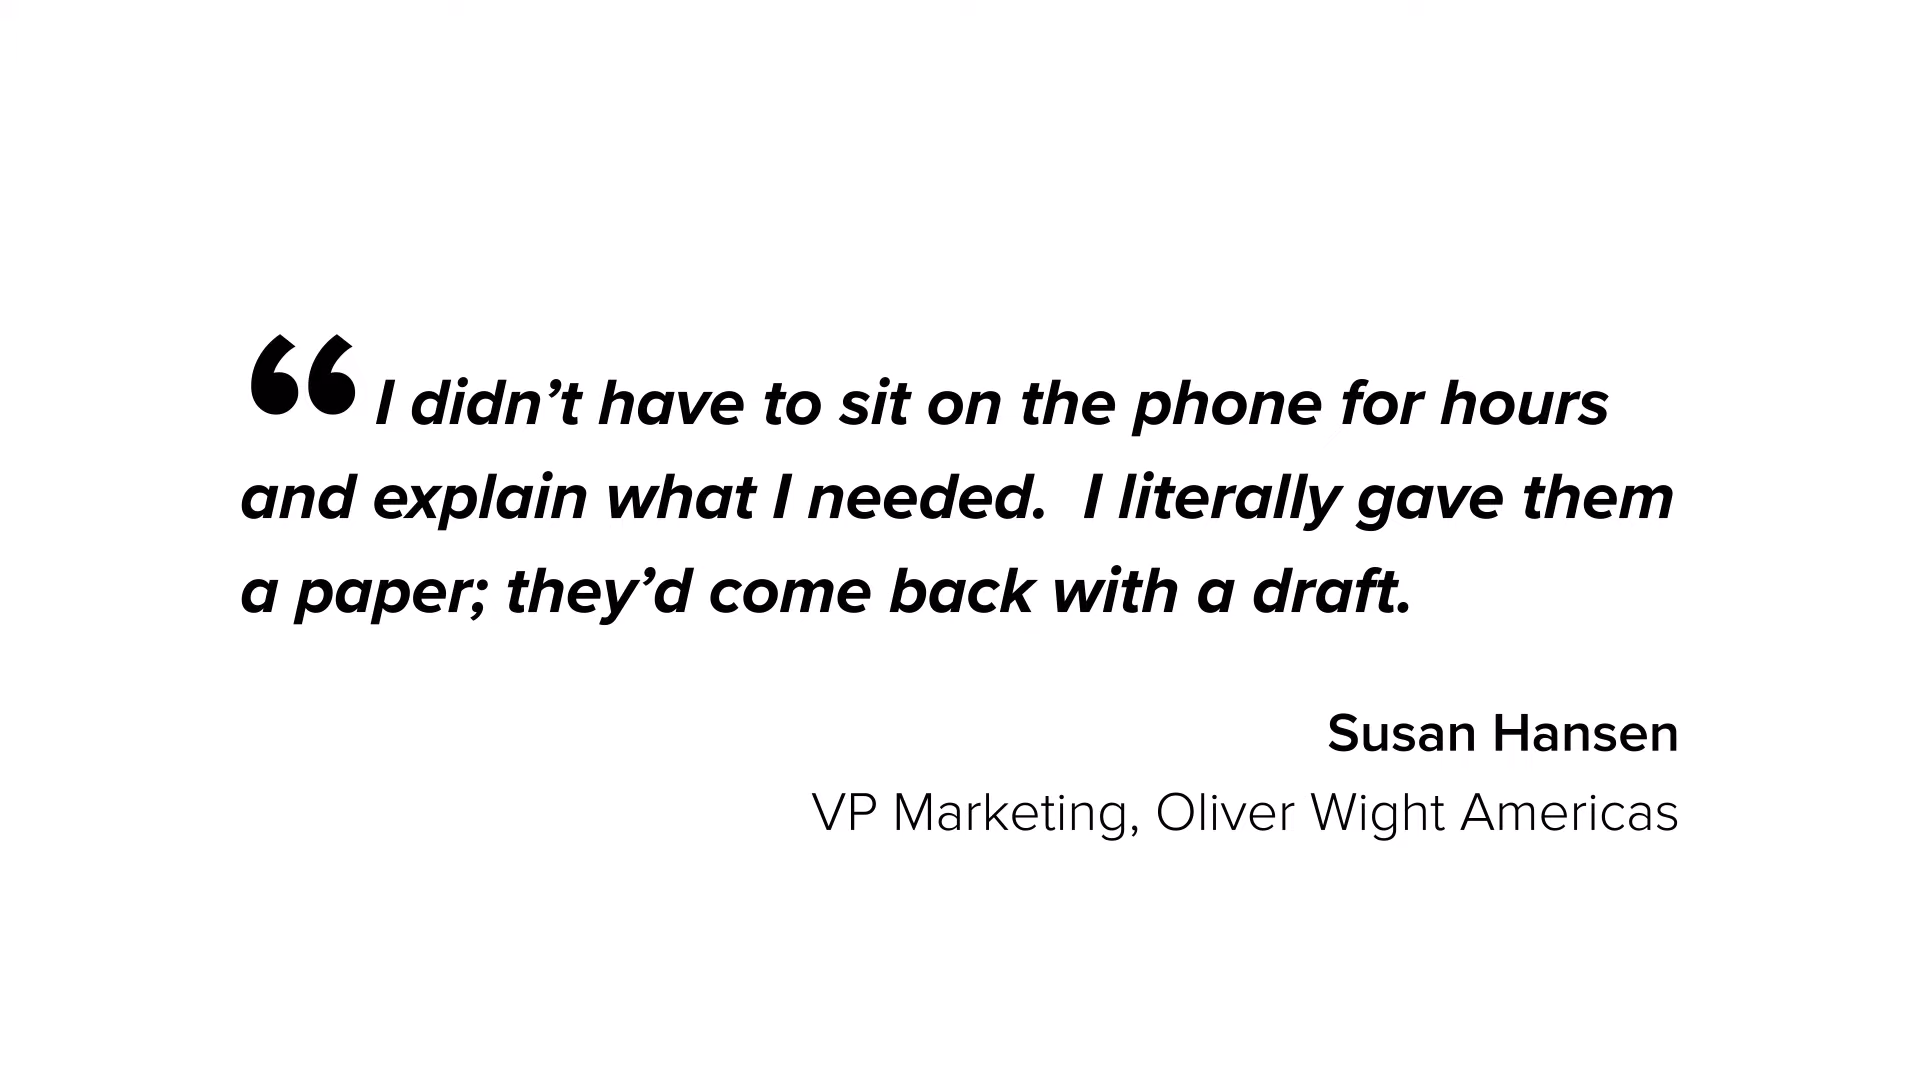 “I didn’t have to sit on the phone for hours
and explain what I needed.  I literally gave them
a paper; they’d come back with a draft.
Susan Hansen
VP Marketing, Oliver Wight Americas